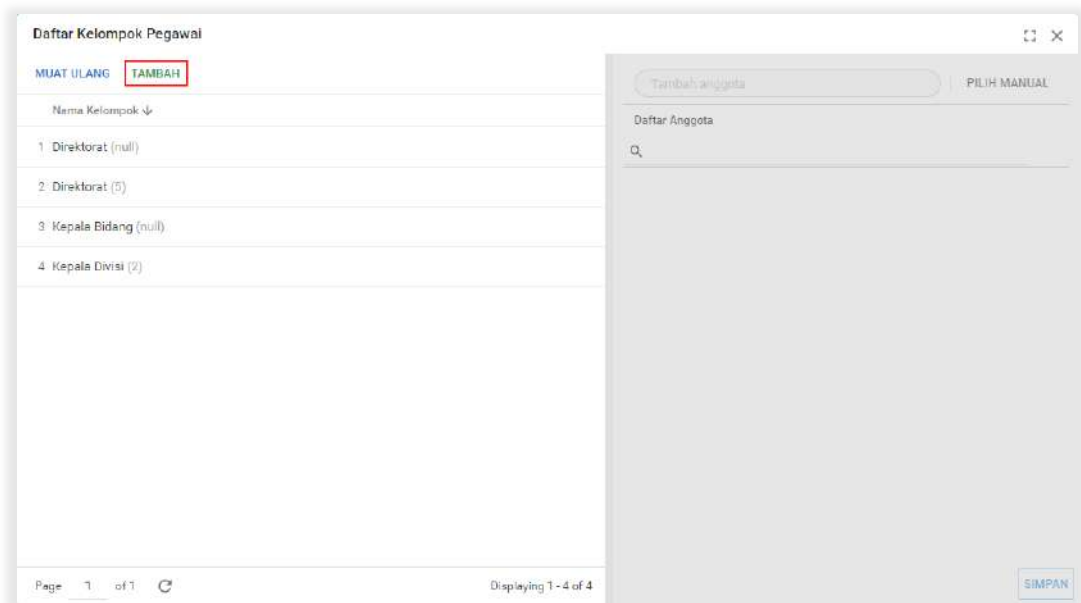 Daftar Kelompok Pegawai
MUAT ULANG TAMBAH
Nama Kelompok
1 Direktorat (null)
2 Direktorat (5)
3 Kepala Bidang (null)
4 Kepala Divisi (2)
Page 1 of 1 Displaying 1 - 4 of 4
Tambah anggota PILIH MANUAL
Daftar Anggota
SIMPAN